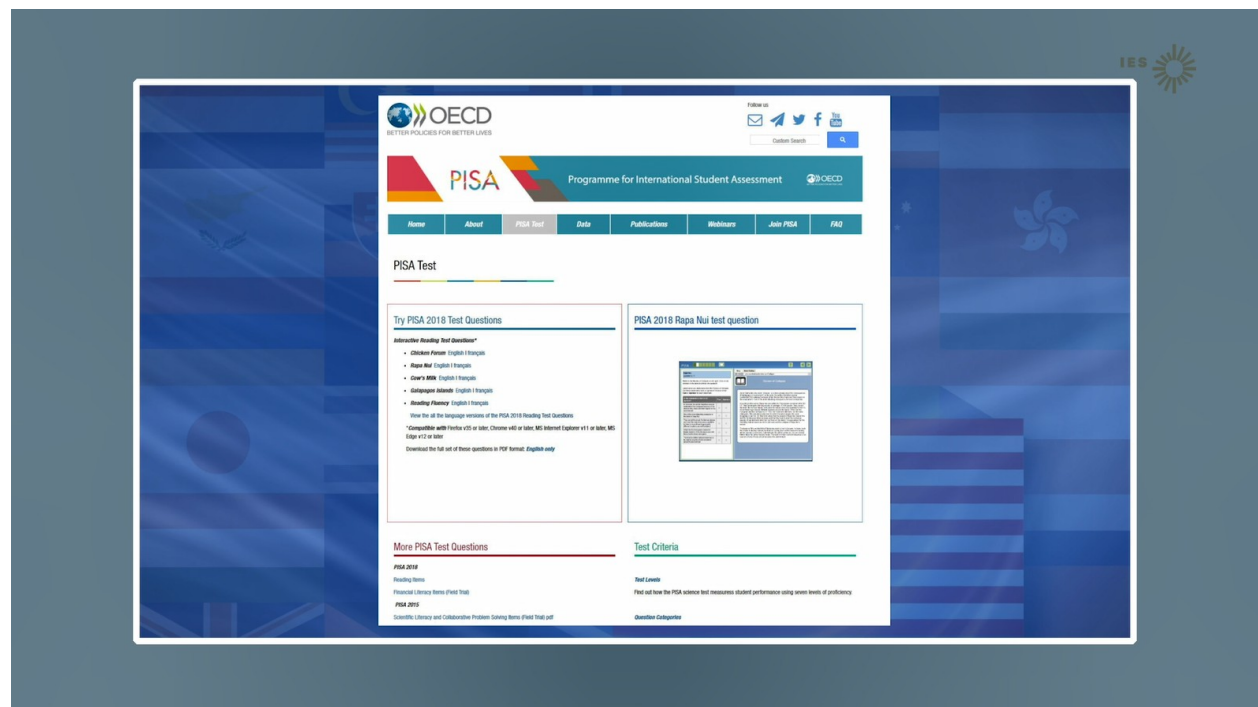 IES
OECD
BETTER POLICIES FOR BETTER LIVES
Follow us
You
Tube
Custom Search
PISA
Programme for International Student Assessment
OECD
Home
About
PISA Test
Data
Publications
Webinars
Join PISA
FAQ
PISA Test
Try PISA 2018 Test Questions
Interactive Reading Test Questions*
• Chicken Forum English I français
• Rapa Nui English I français
• Cow's Milk English I français
• Galapagos Islands English I français
• Reading Fluency English I français
View the all the language versions of the PISA 2018 Reading Test Questions
*Compatible with Firefox v35 or later, Chrome v40 or later, MS Internet Explorer v11 or later, MS
Edge v12 or later
Download the full set of these questions in PDF format: English only
PISA 2018 Rapa Nui test question
More PISA Test Questions
PISA 2018
Reading Items
Financial Literacy Items (Field Trial)
PISA 2015
Scientific Literacy and Collaborative Problem Solving Items (Field Trial) pdf
Test Criteria
Test Levels
Find out how the PISA science test measuress student performance using seven levels of proficiency.
Question Categories